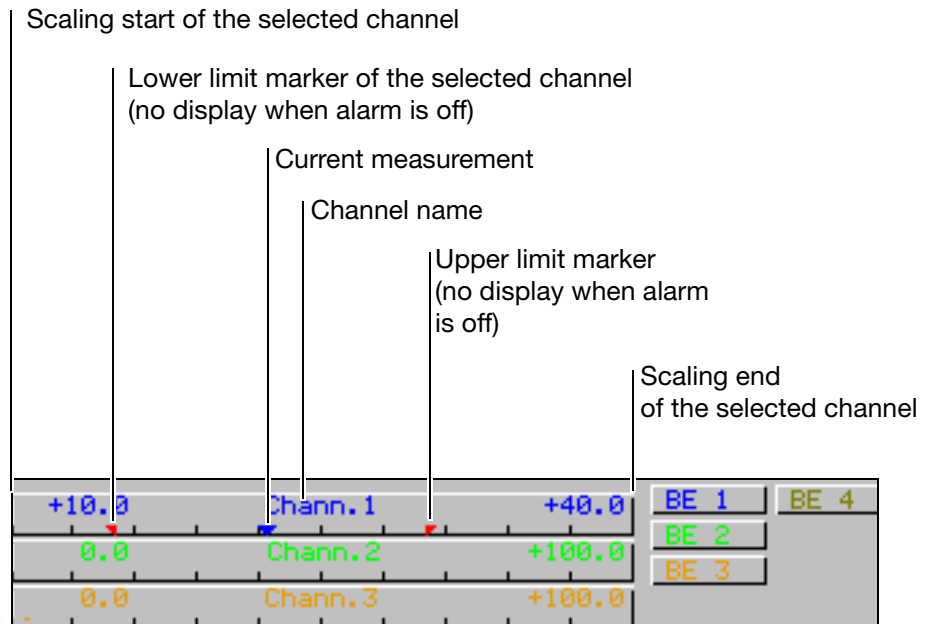 Scaling start of the selected channel
Lower limit marker of the selected channel
(no display when alarm is off)
Current measurement
Channel name
Upper limit marker
(no display when alarm
is off)
Scaling end
of the selected channel
+10.0 Chann.1 +40.0 BE 1 BE 4
0.0 Chann.2 +100.0 BE 2
0.0 Chann.3 +100.0 BE 3